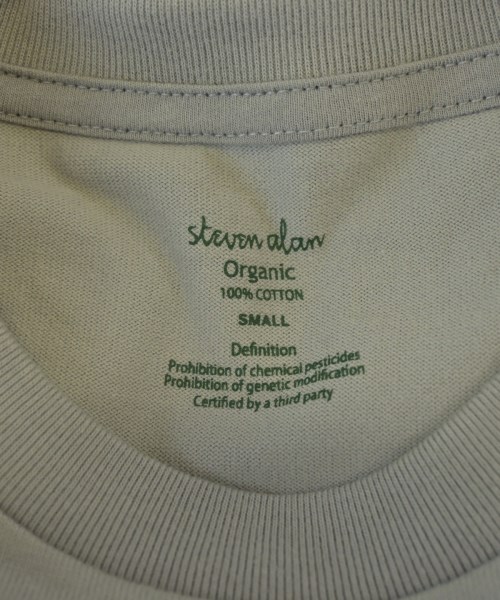 steven alan
Organic
100% COTTON
SMALL
Definition
Prohibition of chemical pesticides
Prohibition of genetic modification
Certified by a third party